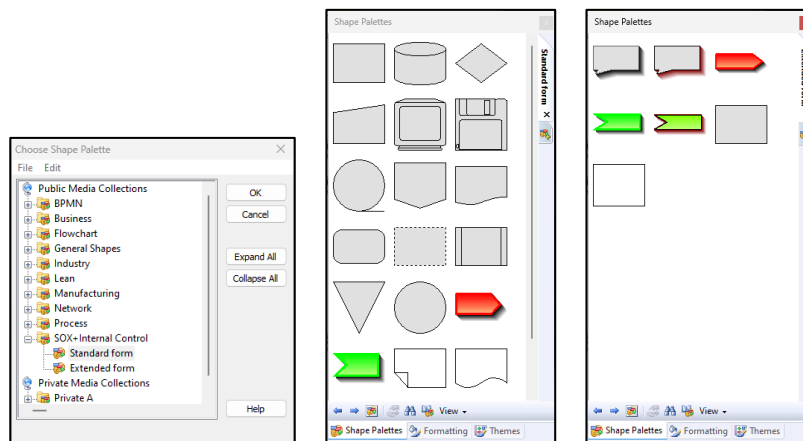 Choose Shape Palette
File Edit
Public Media Collections
BPMN
Business
Flowchart
General Shapes
Industry
Lean
Manufacturing
Network
Process
SOX+Internal Control
Standard form
Extended form
Private Media Collections
Private A
OK
Cancel
Expand All
Collapse All
Help
Shape Palettes
Standard form
View
Shape Palettes Formatting Themes
Shape Palettes
View
Shape Palettes Formatting Themes